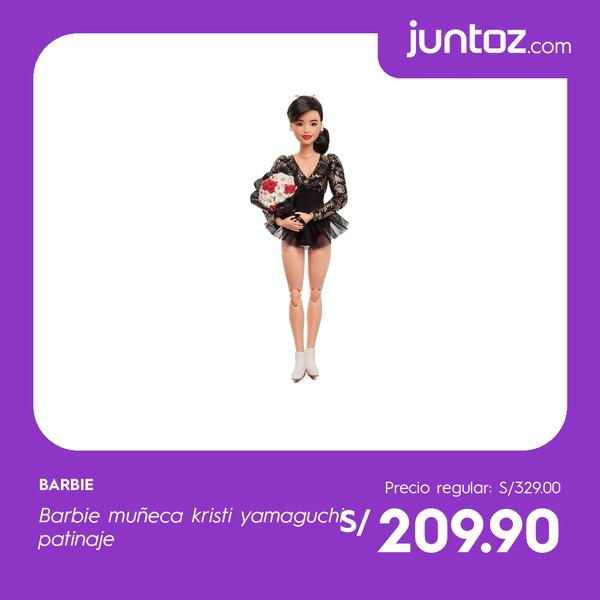 juntoz.com
BARBIE
Barbie muñeca kristi yamaguchi
patinaje
Precio regular: S/329.00
S/ 209.90